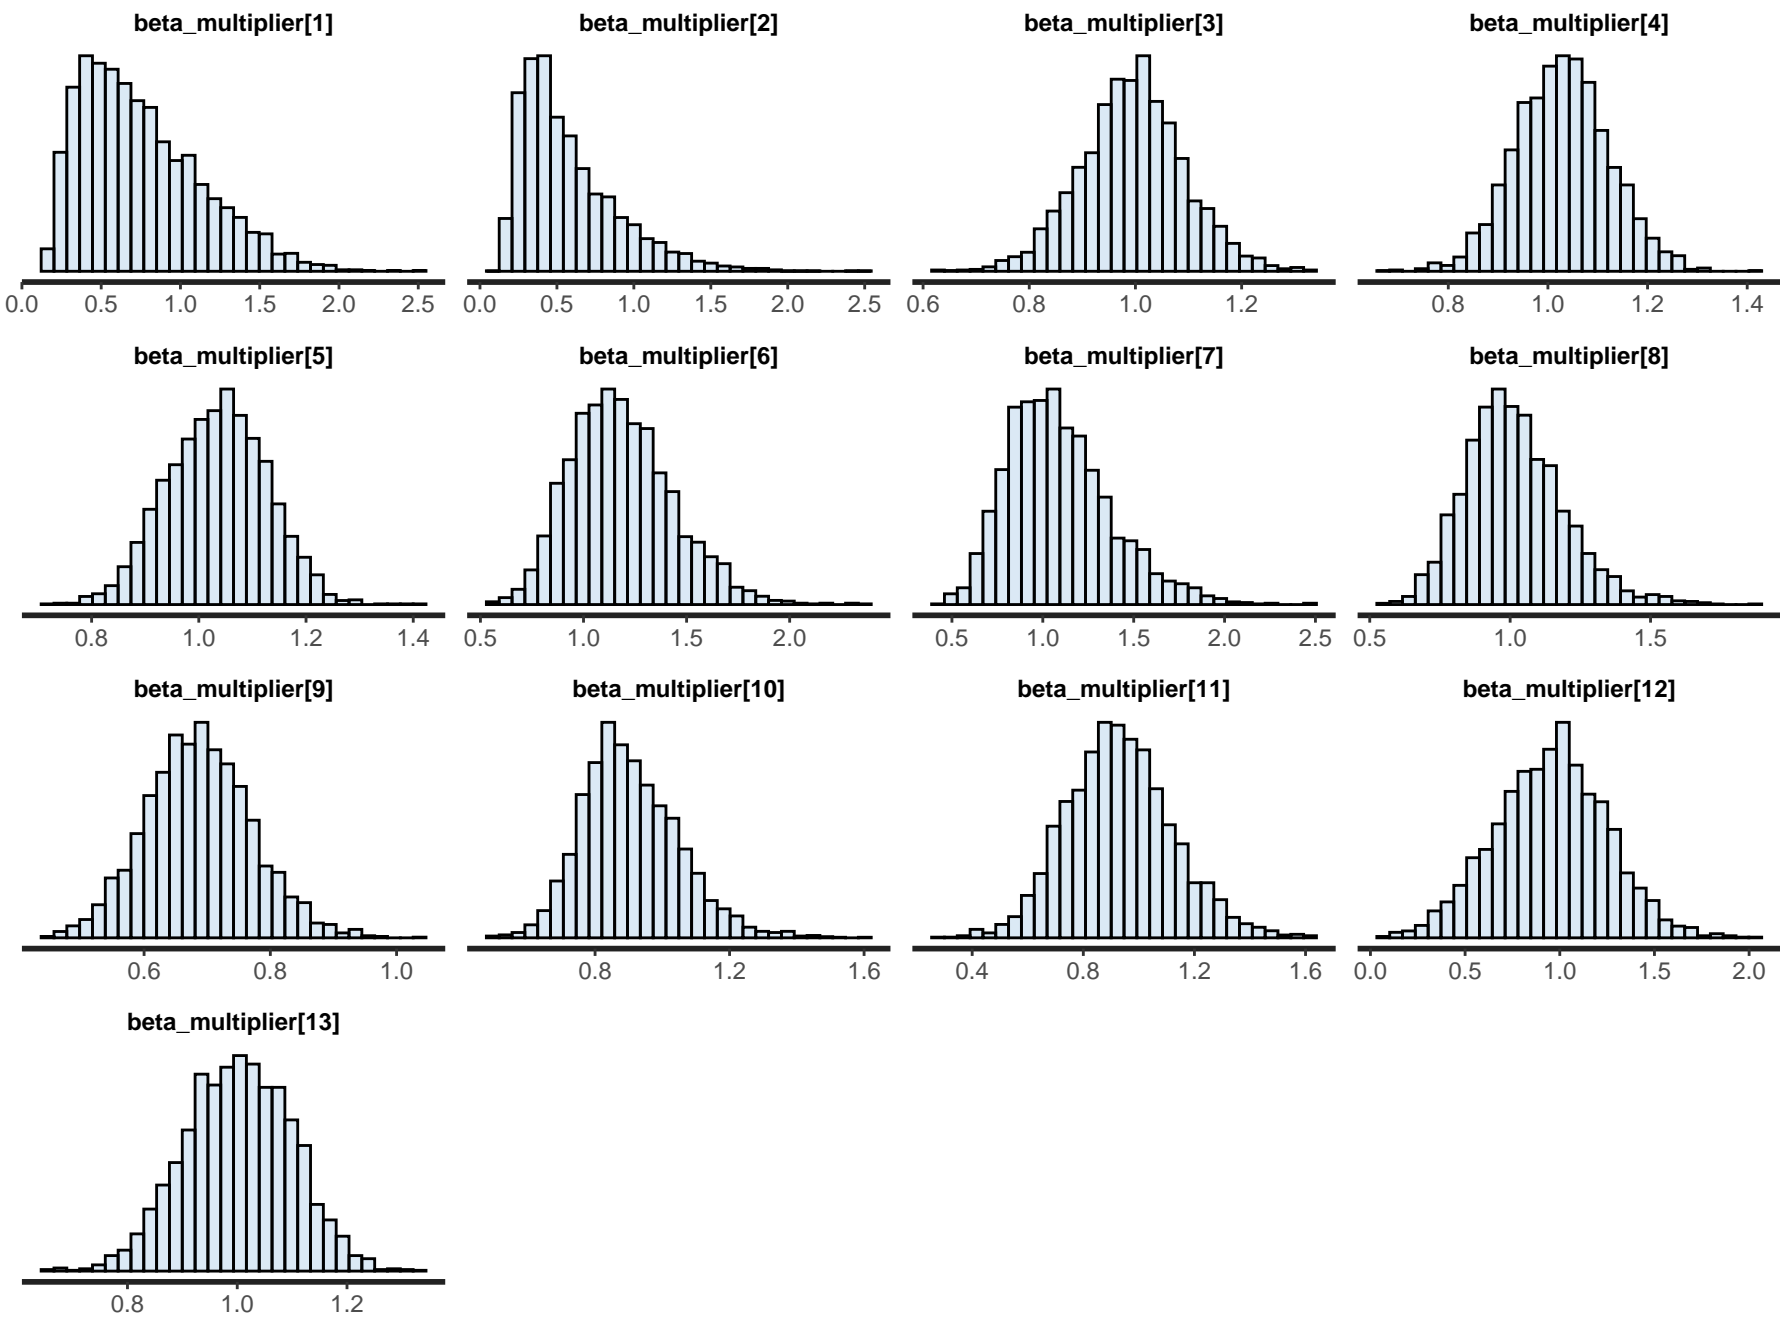 beta_multiplier[1] beta_multiplier[2] beta_multiplier[3] beta_multiplier[4]
0.0 0.5 1.0 1.5 2.0 2.5 0.0 0.5 1.0 1.5 2.0 2.5 0.6 0.8 1.0 1.2 0.8 1.0 1.2 1.4
beta_multiplier[5] beta_multiplier[6] beta_multiplier[7] beta_multiplier[8]
0.8 1.0 1.2 1.4 0.5 1.0 1.5 2.0 0.5 1.0 1.5 2.0 2.5 0.5 1.0 1.5
beta_multiplier[9] beta_multiplier[10] beta_multiplier[11] beta_multiplier[12]
0.6 0.8 1.0 0.8 1.2 1.6 0.4 0.8 1.2 1.6 0.0 0.5 1.0 1.5 2.0
beta_multiplier[13]
0.8 1.0 1.2